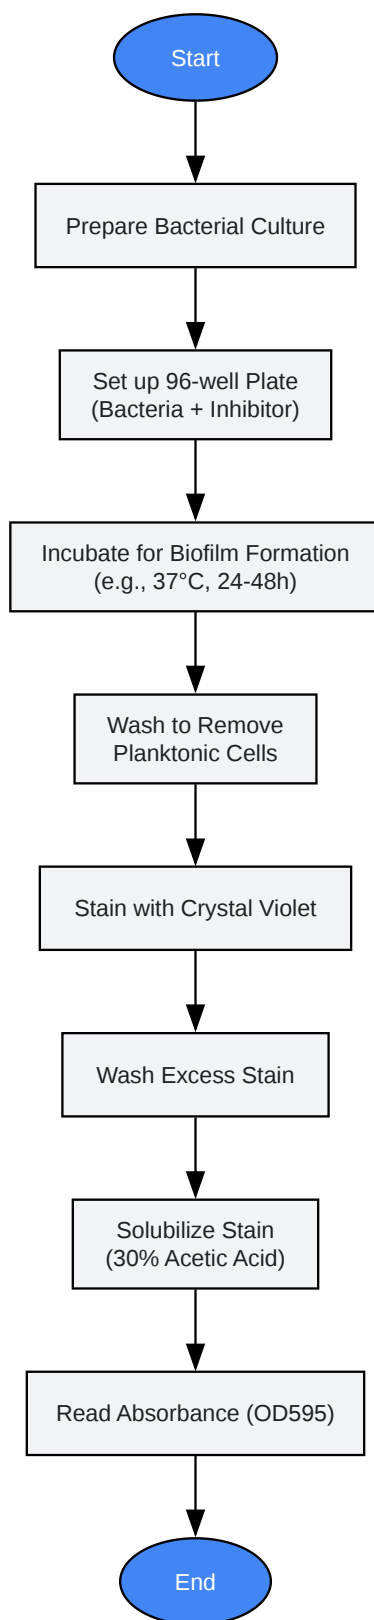 Start
Prepare Bacterial Culture
Set up 96-well Plate
(Bacteria + Inhibitor)
Incubate for Biofilm Formation
(e.g., 37°C, 24-48h)
Wash to Remove
Planktonic Cells
Stain with Crystal Violet
Wash Excess Stain
Solubilize Stain
(30% Acetic Acid)
Read Absorbance (OD595)
End